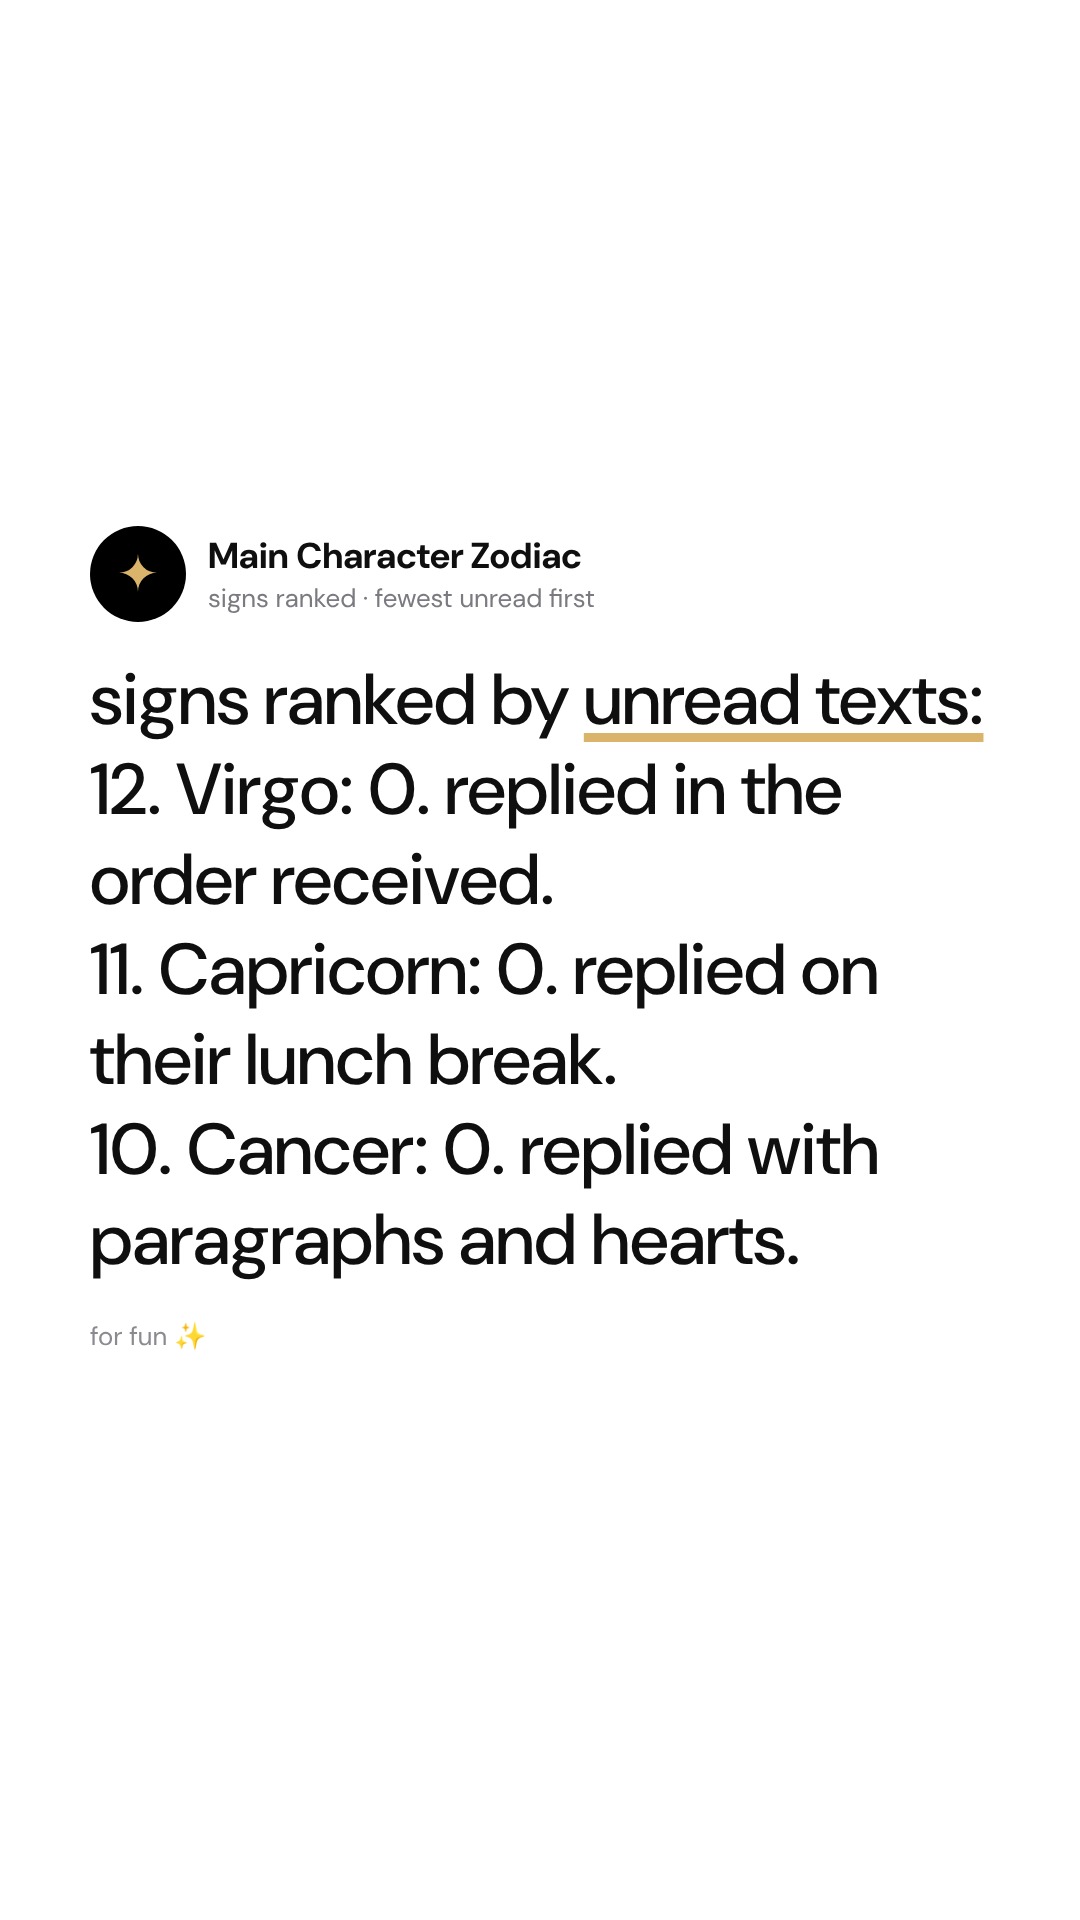 Main Character Zodiac
signs ranked · fewest unread first
signs ranked by unread texts:
12. Virgo: 0. replied in the
order received.
11. Capricorn: 0. replied on
their lunch break.
10. Cancer: 0. replied with
paragraphs and hearts.
for fun ✨